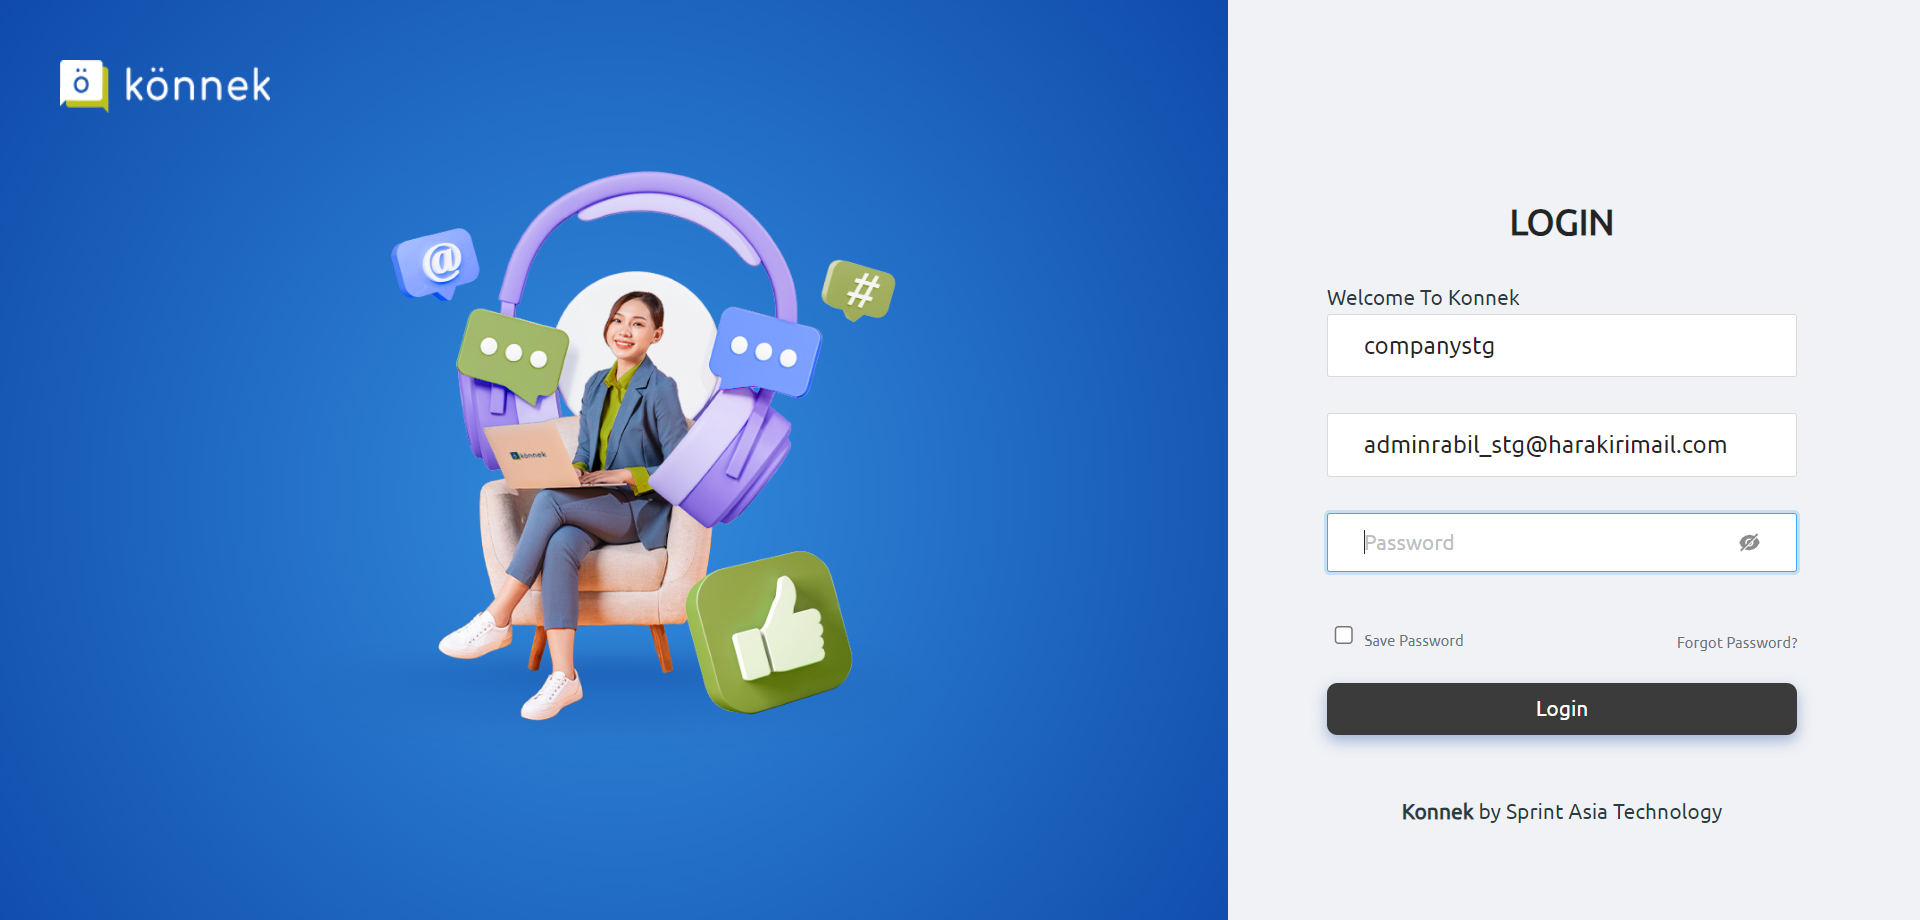 ö könnek
@
#
ö könnek
LOGIN
Welcome To Konnek
companystg
adminrabil_stg@harakirimail.com
Password
Save Password
Forgot Password?
Login
Konnek by Sprint Asia Technology